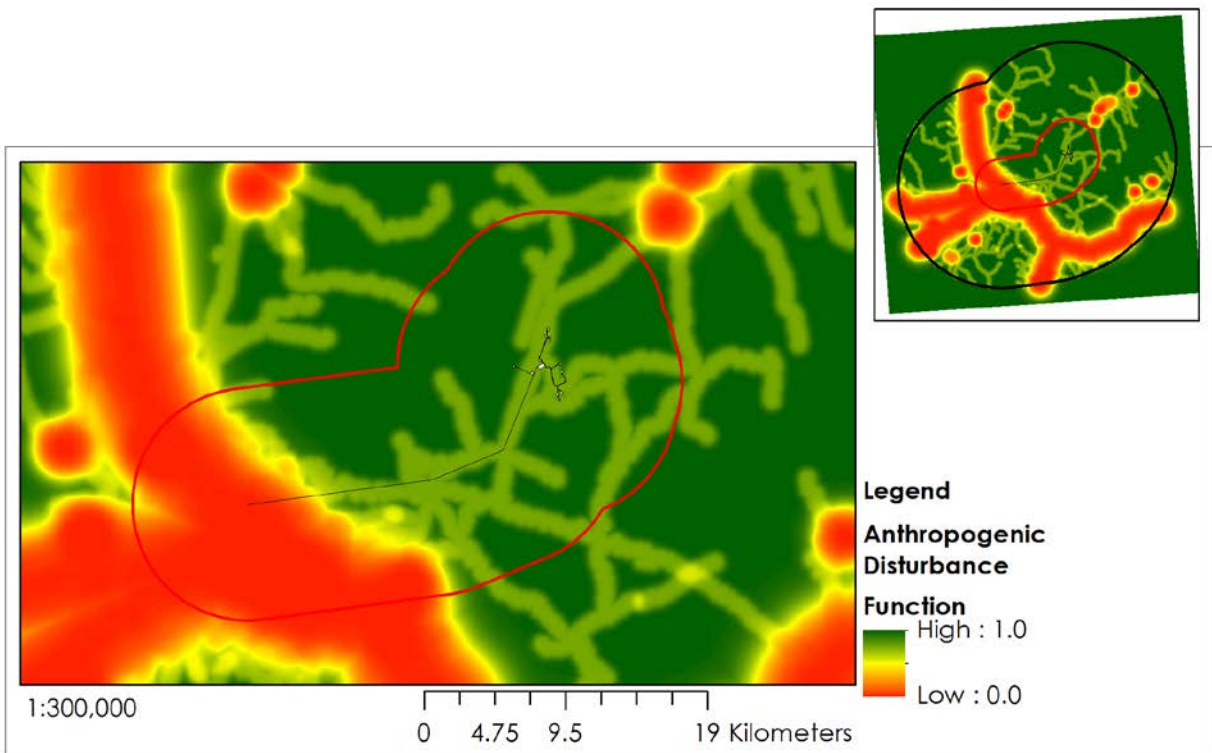 Legend
Anthropogenic
Disturbance
Function
High : 1.0
Low : 0.0
1:300,000
0 4.75 9.5 19 Kilometers